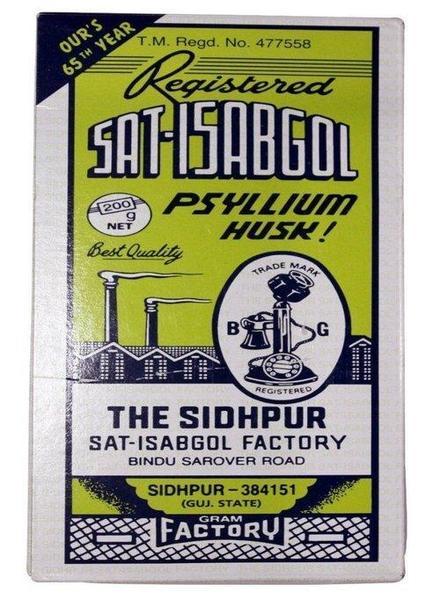 OUR'S
65TH YEAR
T.M. Regd. No. 477558
Registered
SAT-ISABGOL
200
g
NET
PSYLLIUM
HUSK!
Best Quality
TRADE MARK
B G
REGISTERED
THE SIDHPUR
SAT-ISABGOL FACTORY
BINDU SAROVER ROAD
SIDHPUR - 384151
(GUJ. STATE)
GRAM
FACTORY